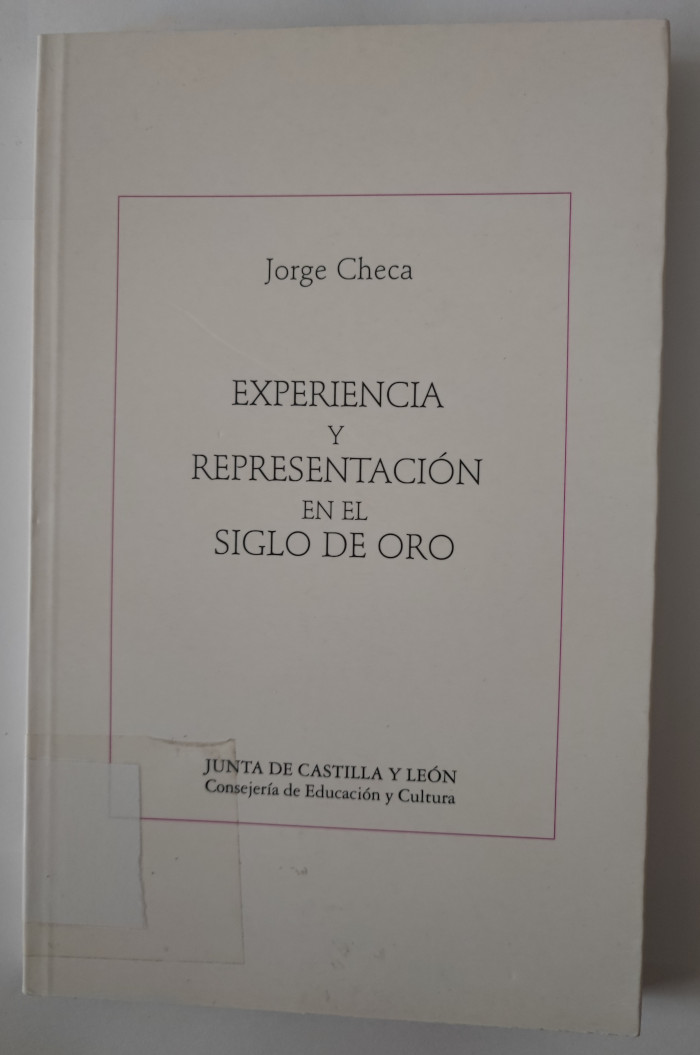 Jorge Checa
EXPERIENCIA
Y
REPRESENTACIÓN
EN EL
SIGLO DE ORO
JUNTA DE CASTILLA Y LEÓN
Consejería de Educación y Cultura